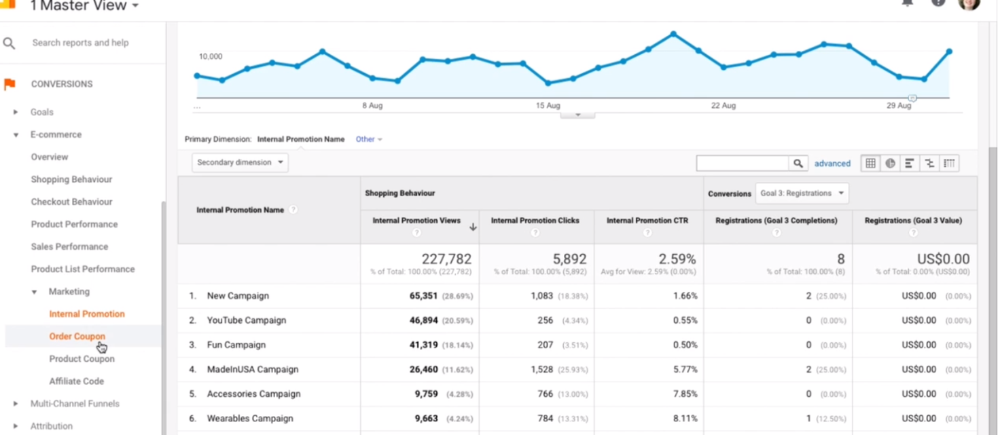 1 Master View
Search reports and help
CONVERSIONS
Goals
E-commerce
Overview
Shopping Behaviour
Checkout Behaviour
Product Performance
Sales Performance
Product List Performance
Marketing
Internal Promotion
Order Coupon
Product Coupon
Affiliate Code
Multi-Channel Funnels
Attribution
10,000
... 8 Aug 15 Aug 22 Aug 29 Aug
Primary Dimension: Internal Promotion Name Other
Secondary dimension advanced
Internal Promotion Name ? Shopping Behaviour Conversions Goal 3: Registrations
Internal Promotion Views Internal Promotion Clicks Internal Promotion CTR Registrations (Goal 3 Completions) Registrations (Goal 3 Value)
? ? ? ? ?
227,782 5,892 2.59% 8 US$0.00
% of Total: 100.00% (227,782) % of Total: 100.00% (5,892) Avg for View: 2.59% (0.00%) % of Total: 100.00% (8) % of Total: 0.00% (US$0.00)
1. New Campaign 65,351 (28.69%) 1,083 (18.38%) 1.66% 2 (25.00%) US$0.00 (0.00%)
2. YouTube Campaign 46,894 (20.59%) 256 (4.34%) 0.55% 0 (0.00%) US$0.00 (0.00%)
3. Fun Campaign 41,319 (18.14%) 207 (3.51%) 0.50% 0 (0.00%) US$0.00 (0.00%)
4. MadeInUSA Campaign 26,460 (11.62%) 1,528 (25.93%) 5.77% 2 (25.00%) US$0.00 (0.00%)
5. Accessories Campaign 9,759 (4.28%) 766 (13.00%) 7.85% 0 (0.00%) US$0.00 (0.00%)
6. Wearables Campaign 9,663 (4.24%) 784 (13.31%) 8.11% 1 (12.50%) US$0.00 (0.00%)